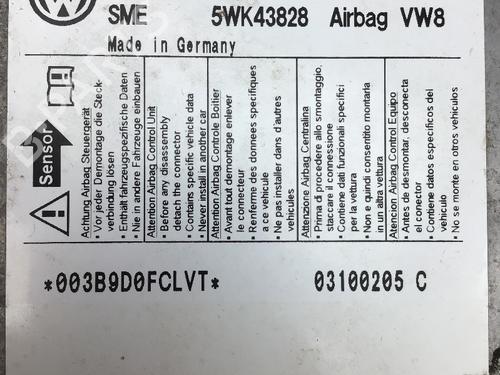 SME 5WK43828 Airbag VW8
Made in Germany
Sensor
Achtung Airbag Steuergerät
• Vor jeder Demontage die Steck-
verbindung lösen
• Enthält fahrzeugspezifische Daten
• Nie in andere Fahrzeuge einbauen
Attention Airbag Control Unit
• Before any disassembly
detach the connector
• Contains specific vehicle data
• Never install in another car
Attention Airbag Controle Boitier
• Avant tout demontage enlever
le connecteur
• Renferme des donnees specifiques
a ce vehicule
• Ne pas installer dans d'autres
vehicules
Attenzione Airbag Centralina
• Prima di procedere allo smontaggio,
staccare il connessione
• Contiene dati funzionali specifici
per la vettura
• Non e quindi consentito montarla
in un altra vettura
Atencion Airbag Control Equipo
• Antes de desmontar, desconecta
el conector
• Contiene datos especificos del
vehiculo
• No se monte en otros vehiculos
*003B9D0FCLVT* 03100205 C